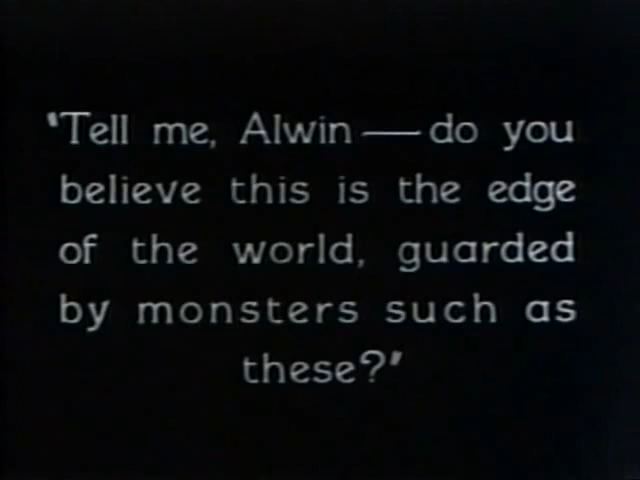 "Tell me, Alwin — do you
believe this is the edge
of the world, guarded
by monsters such as
these?"